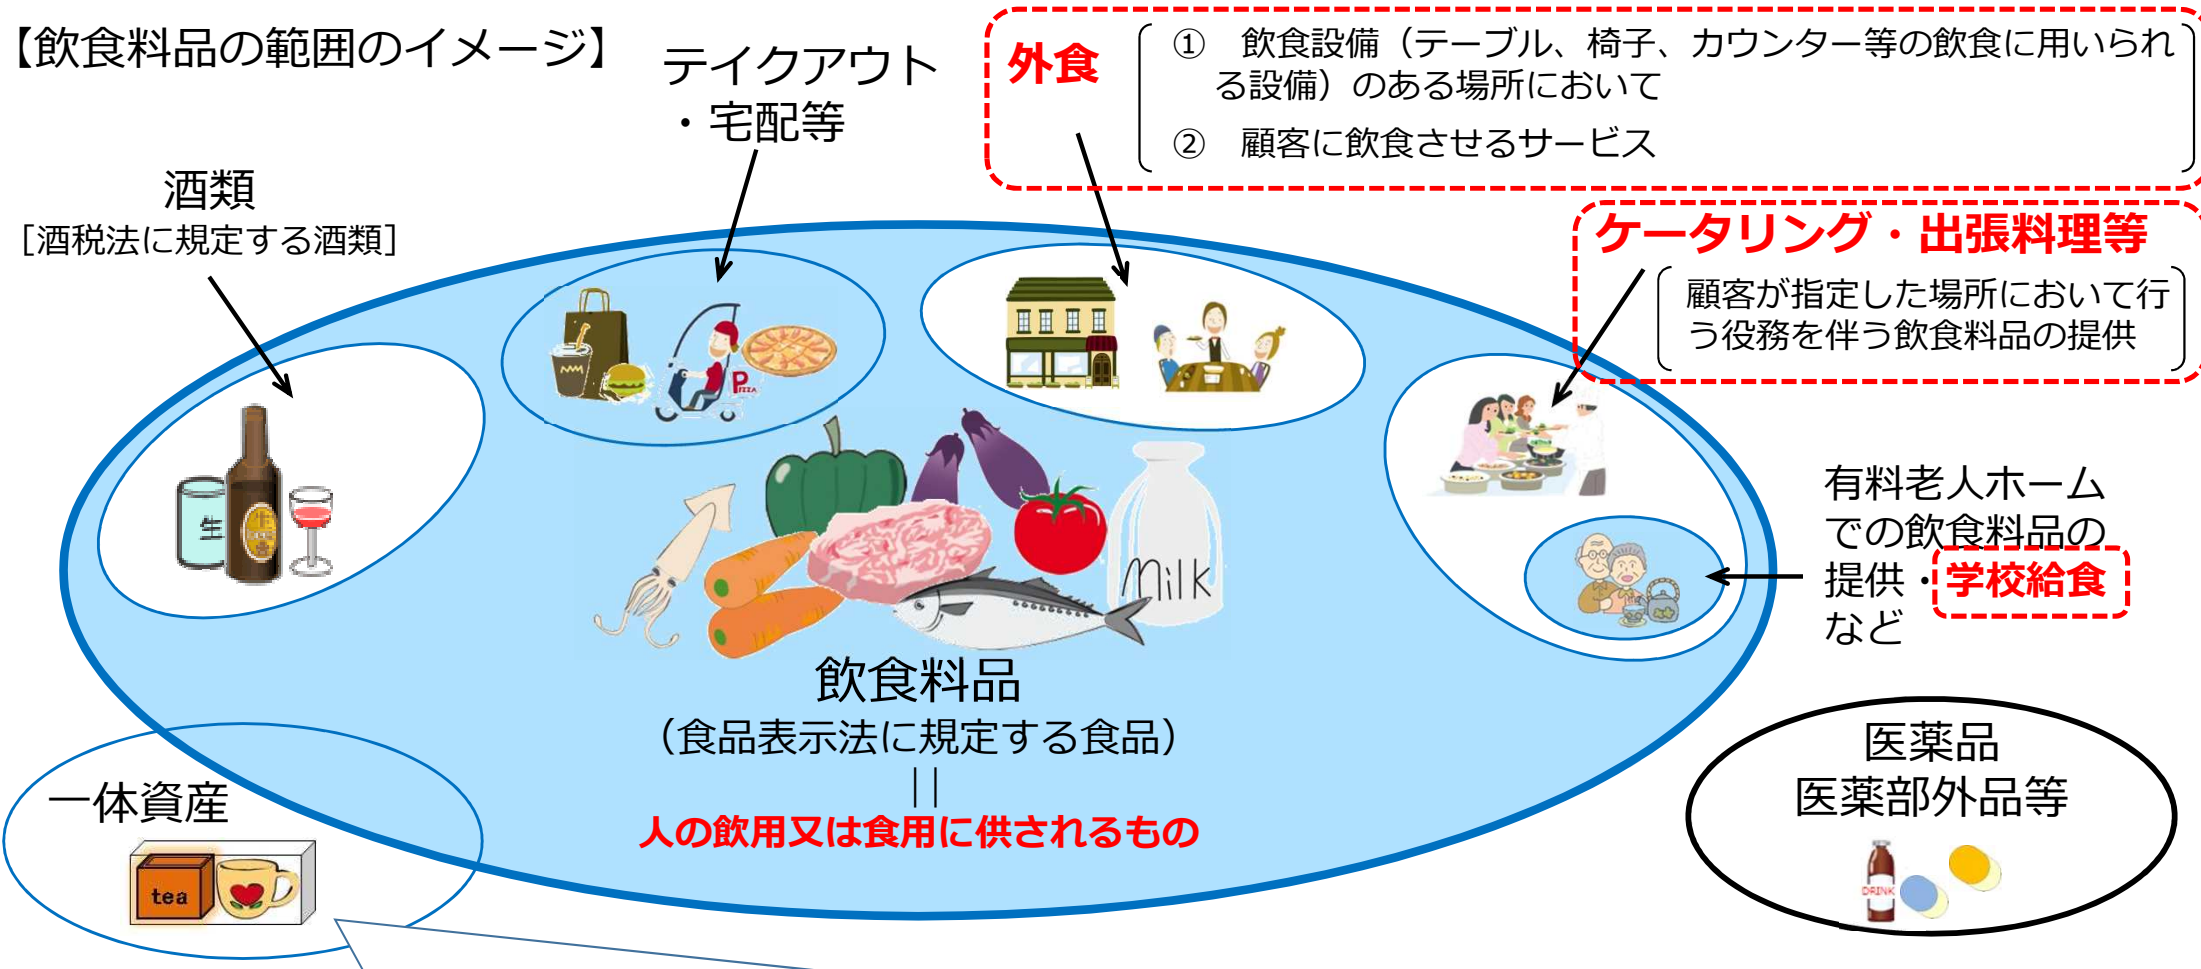 【飲食料品の範囲のイメージ】
テイクアウト
・宅配等
外食
① 飲食設備（テーブル、椅子、カウンター等の飲食に用いられ
る設備）のある場所において
② 顧客に飲食させるサービス
酒類
［酒税法に規定する酒類］
ケータリング・出張料理等
顧客が指定した場所において行
う役務を伴う飲食料品の提供
PIZZA
生
Milk
有料老人ホーム
での飲食料品の
提供・学校給食
など
飲食料品
（食品表示法に規定する食品）
||
人の飲用又は食用に供されるもの
一体資産
tea
医薬品
医薬部外品等
DRINK